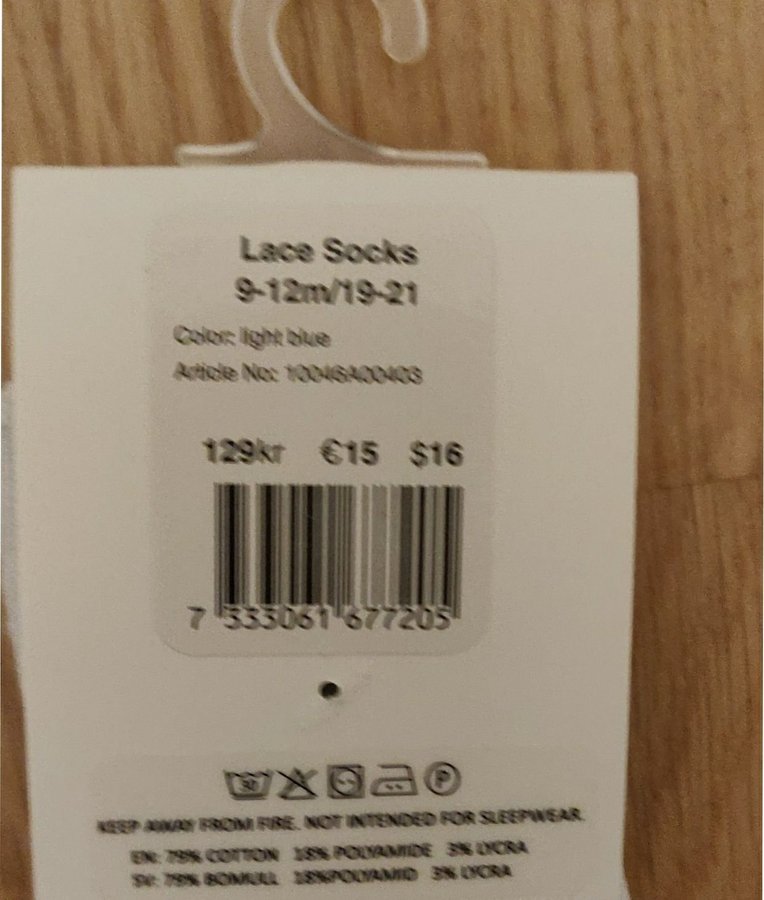 Lace Socks
9-12m/19-21
Color: light blue
Article No: 10046A00403
129kr €15 $16
7 333061 677205
P
KEEP AWAY FROM FIRE. NOT INTENDED FOR SLEEPWEAR.
EN: 79% COTTON 18% POLYAMIDE 3% LYCRA
SV: 79% BOMULL 18%POLYAMID 3% LYCRA